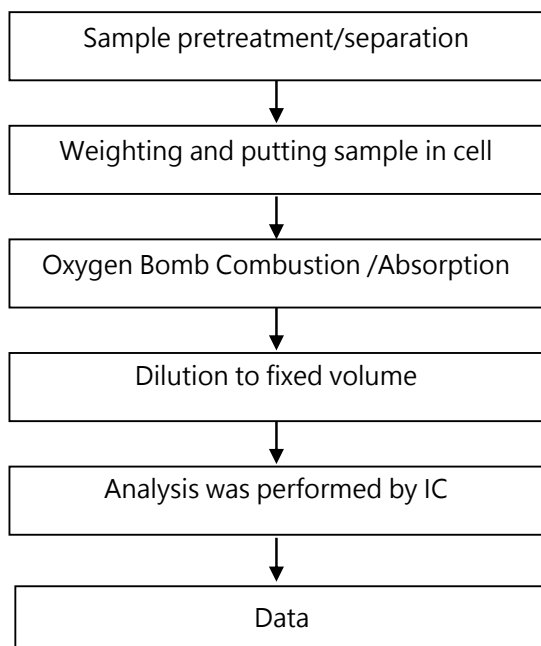 Sample pretreatment/separation
Weighting and putting sample in cell
Oxygen Bomb Combustion /Absorption
Dilution to fixed volume
Analysis was performed by IC
Data